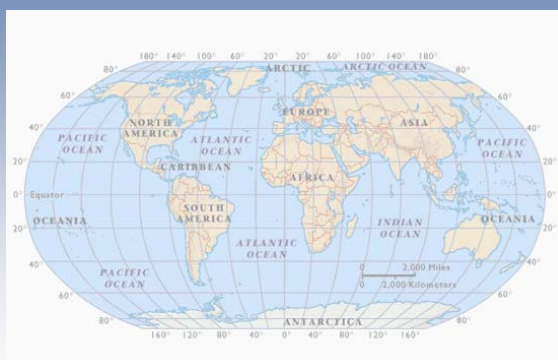 180° 140° 100° 60° 20° 20° 60° 100° 140° 180°
ARCTIC
ARCTIC OCEAN
80° 80°
60° 60°
EUROPE
NORTH
AMERICA
ASIA
40° 40°
PACIFIC
OCEAN
ATLANTIC
OCEAN
PACIFIC
OCEAN
CARIBBEAN
20° 20°
AFRICA
0° Equator 0°
OCEANIA
SOUTH
AMERICA
INDIAN
OCEAN
OCEANIA
20° 20°
ATLANTIC
OCEAN
40° 40°
PACIFIC
OCEAN
0 2,000 Miles
0 2,000 Kilometers
60° 60°
ANTARCTICA
80° 80°
160° 120° 80° 40° 0° 40° 80° 120° 160°